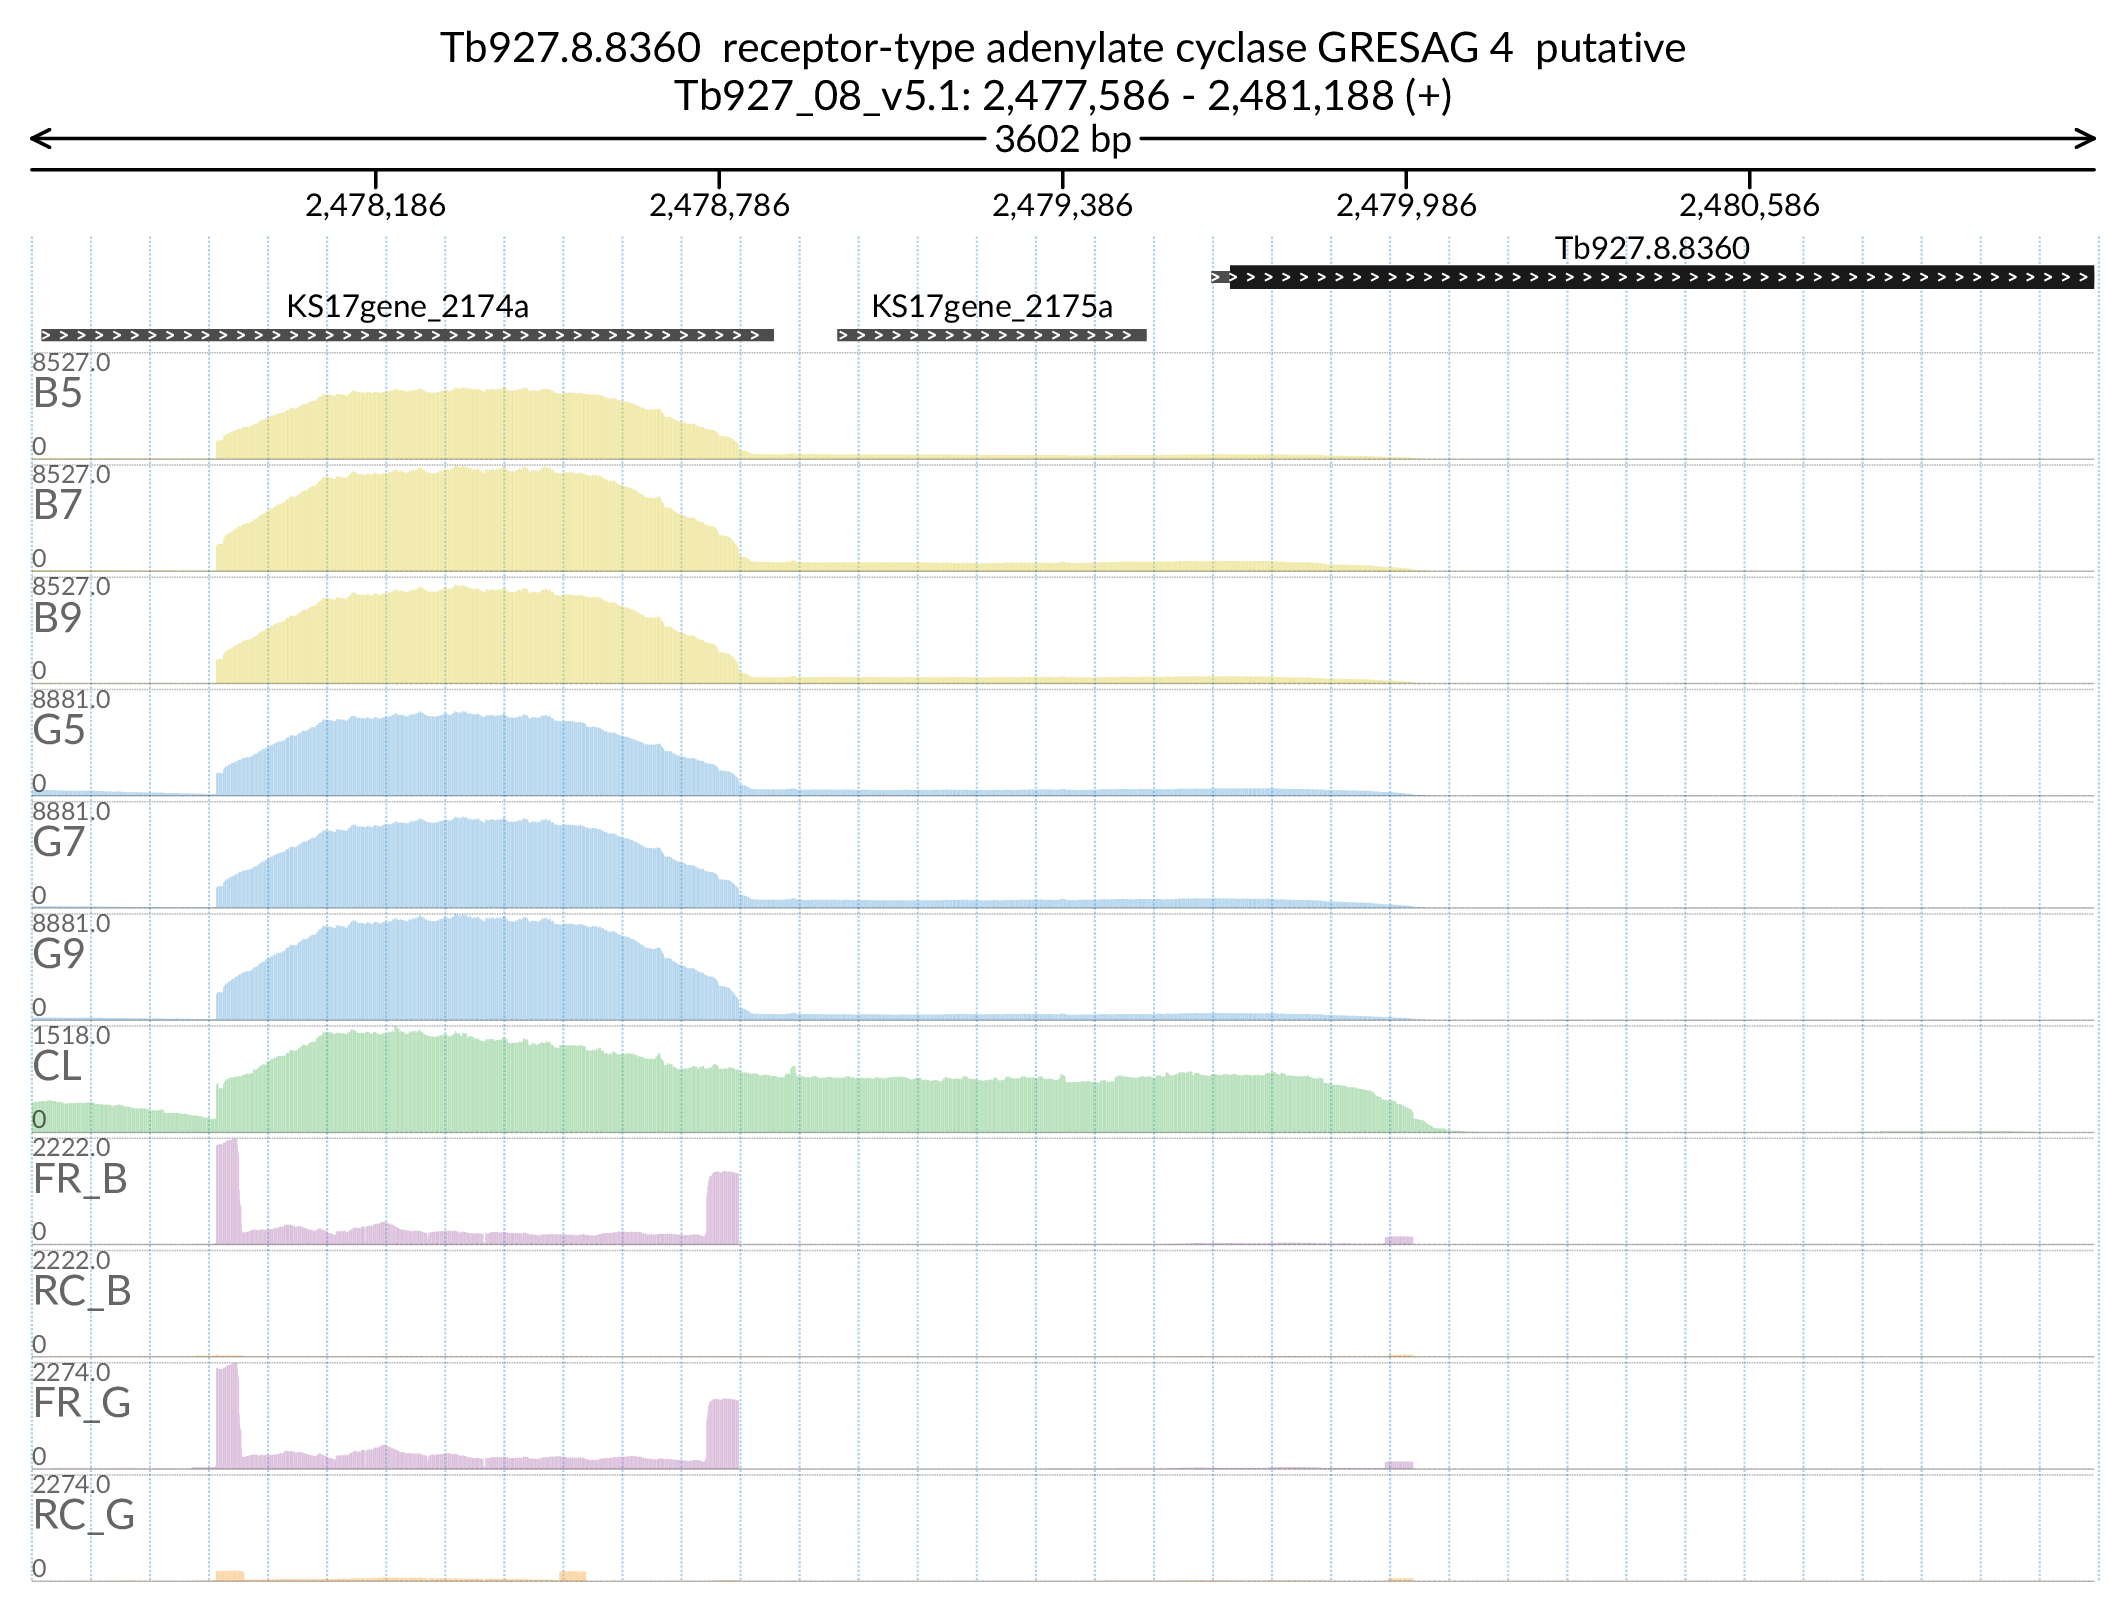 Tb927.8.8360  receptor-type adenylate cyclase GRESAG 4  putative
Tb927_08_v5.1: 2,477,586 - 2,481,188 (+)
3602 bp
2,478,186 2,478,786 2,479,386 2,479,986 2,480,586
Tb927.8.8360
KS17gene_2174a KS17gene_2175a
8527.0
B5
0
8527.0
B7
0
8527.0
B9
0
8881.0
G5
0
8881.0
G7
0
8881.0
G9
0
1518.0
CL
0
2222.0
FR_B
0
2222.0
RC_B
0
2274.0
FR_G
0
2274.0
RC_G
0